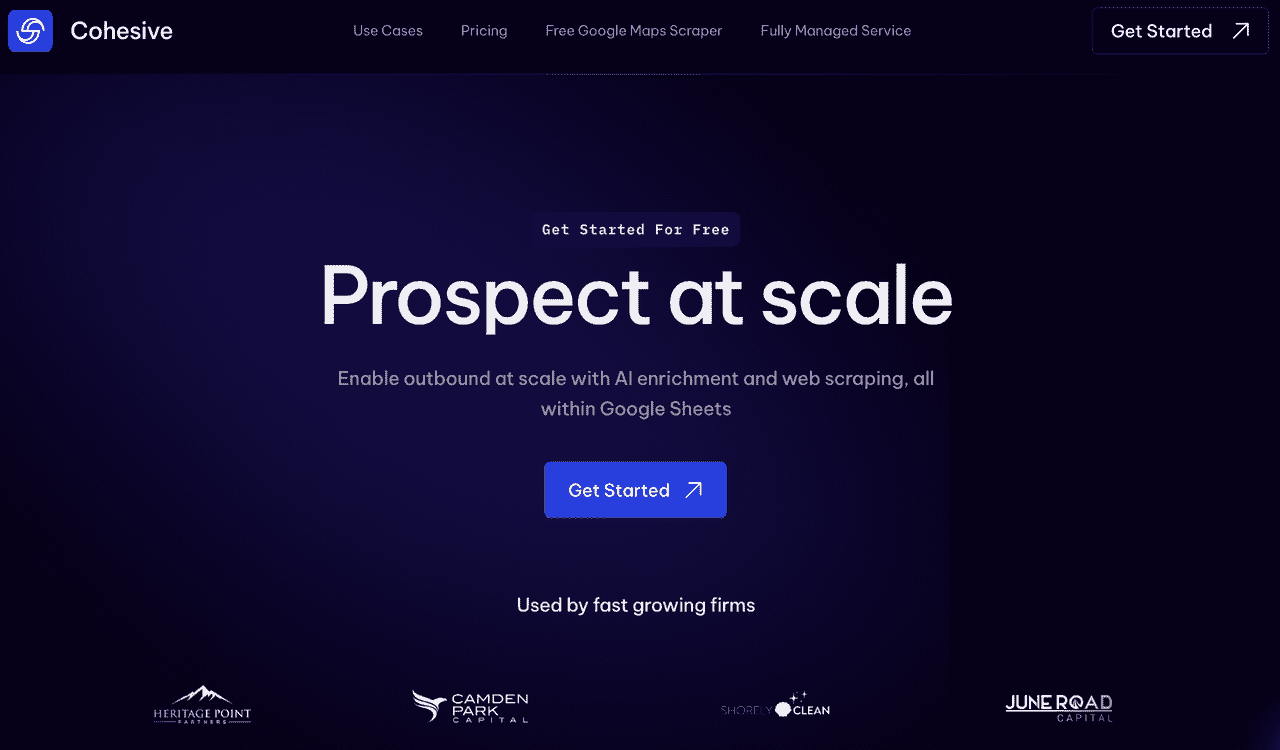 Cohesive
Use Cases
Pricing
Free Google Maps Scraper
Fully Managed Service
Get Started
Get Started For Free
Prospect at scale
Enable outbound at scale with AI enrichment and web scraping, all
within Google Sheets
Get Started
Used by fast growing firms
HERITAGE POINT
PARTNERS
CAMDEN
PARK
CAPITAL
SHORELY CLEAN
JUNE ROAD
CAPITAL